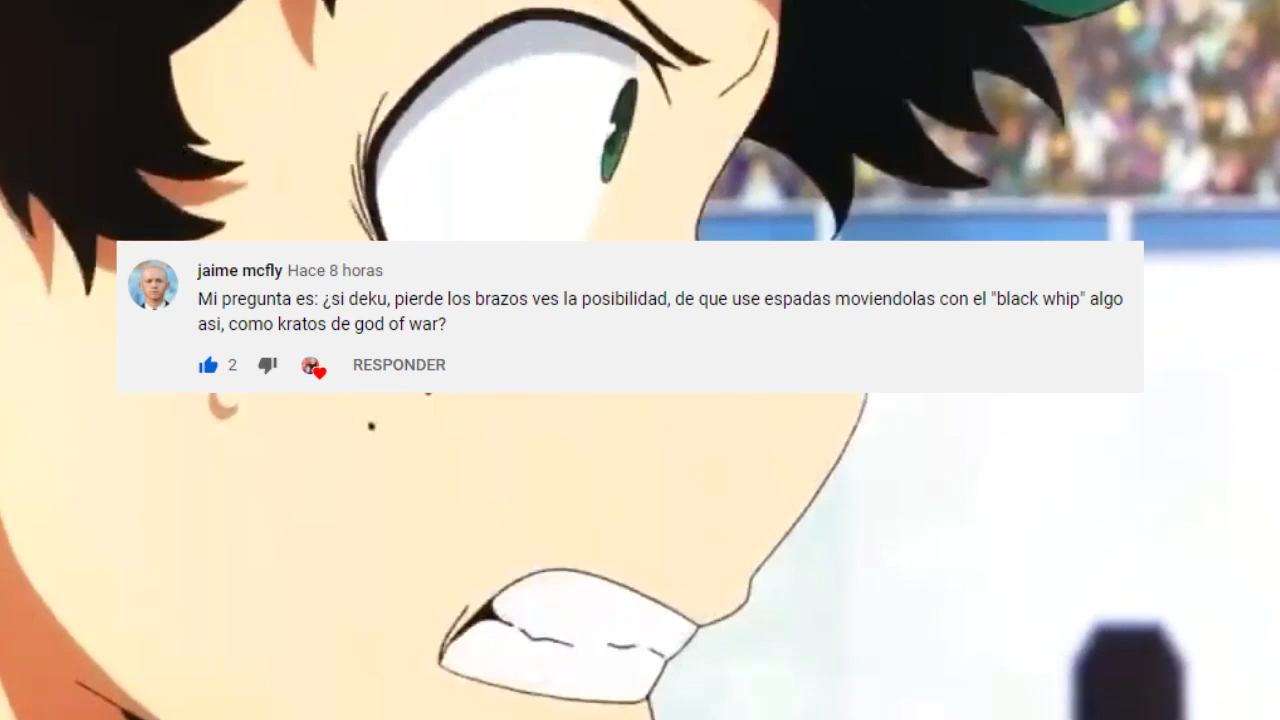 jaime mcfly Hace 8 horas
Mi pregunta es: ¿si deku, pierde los brazos ves la posibilidad, de que use espadas moviendolas con el "black whip" algo
asi, como kratos de god of war?
2 RESPONDER